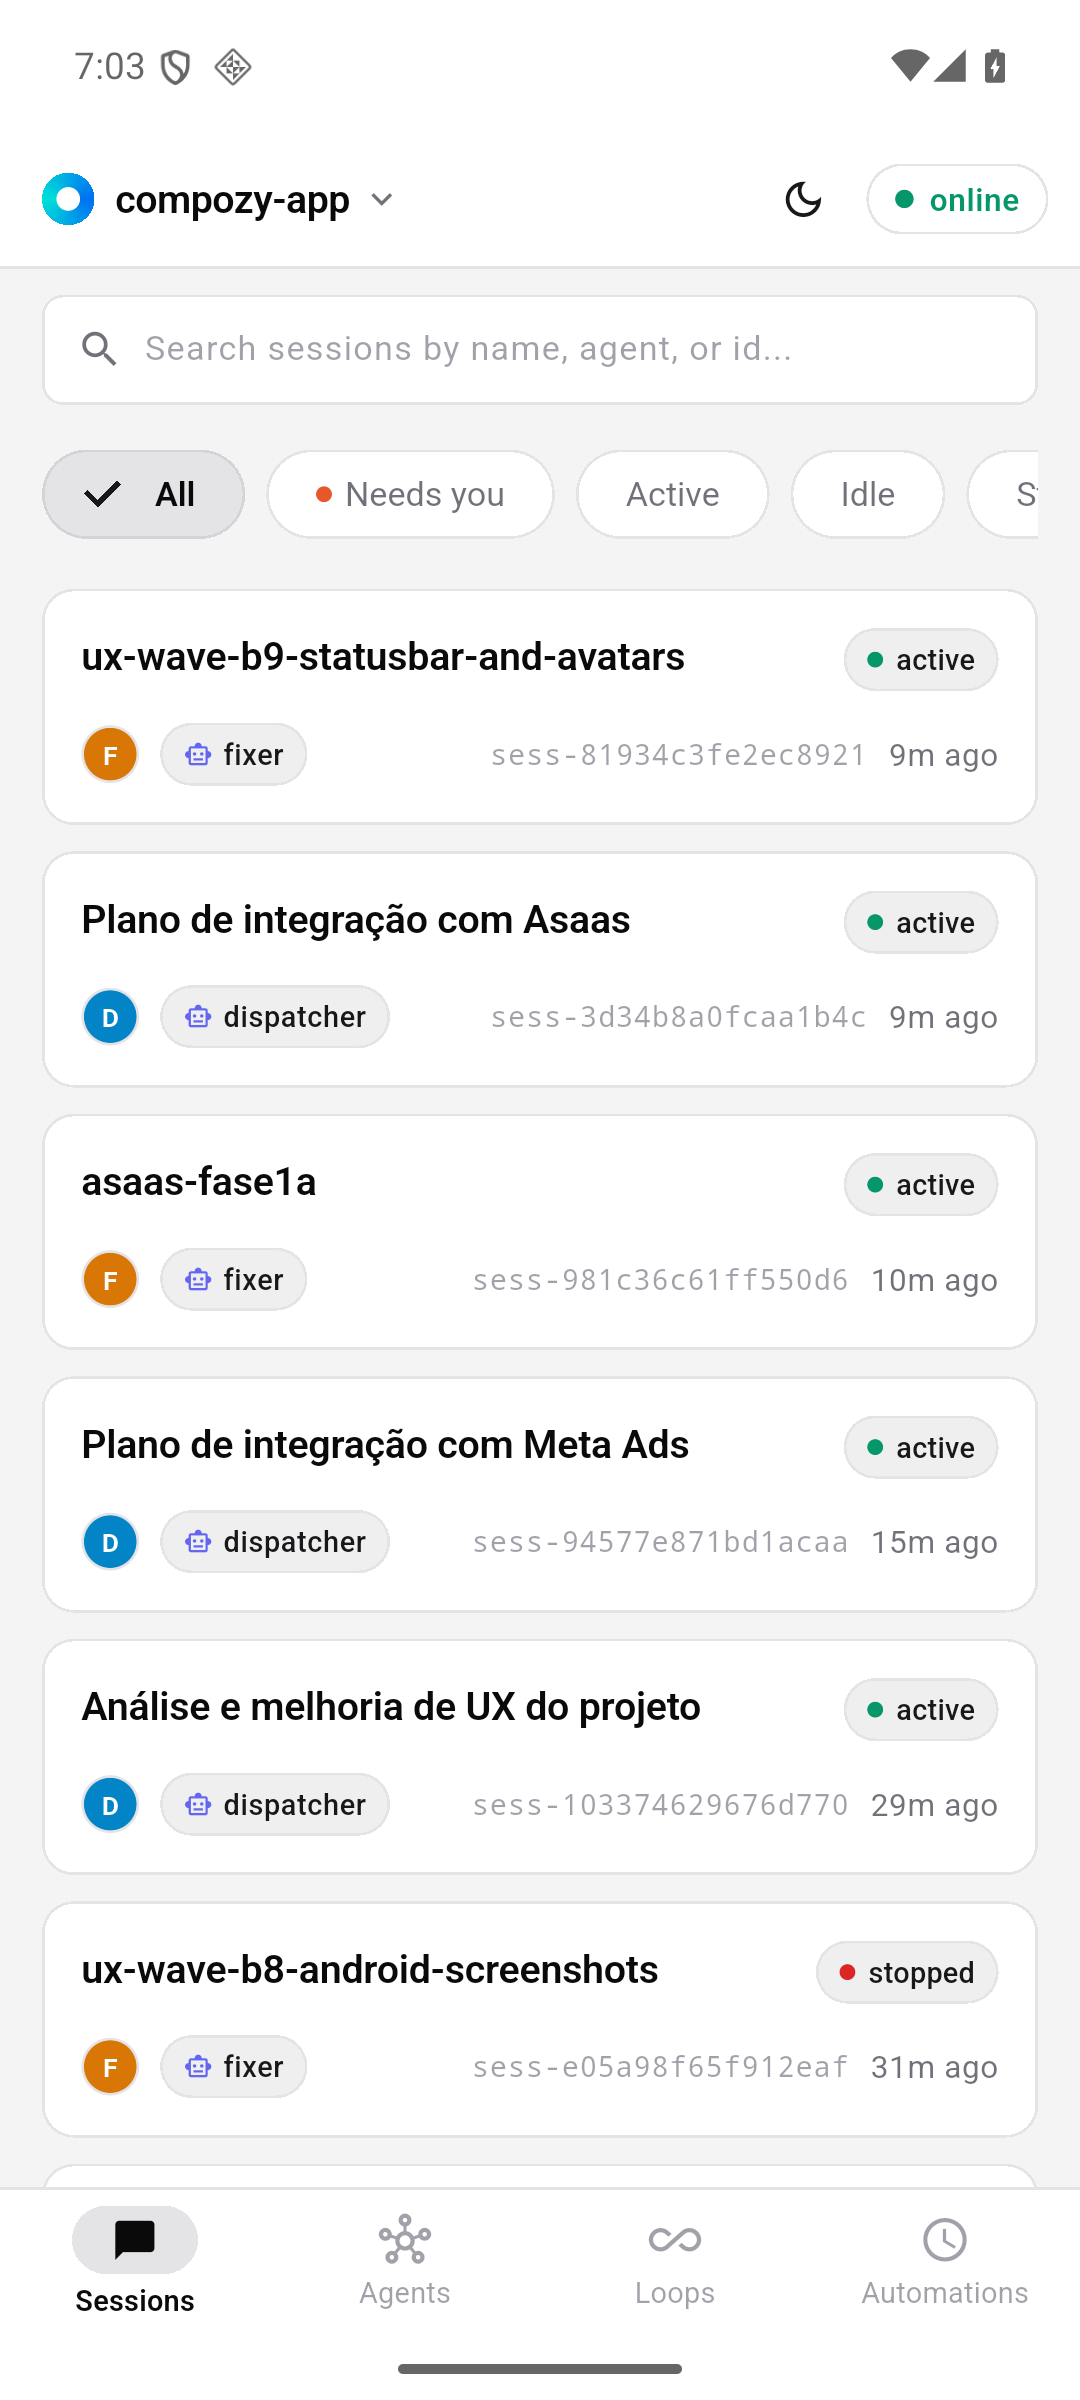 7:03
compozy-app
online
Search sessions by name, agent, or id...
All
Needs you
Active
Idle
ux-wave-b9-statusbar-and-avatars
active
F
fixer
sess-81934c3fe2ec8921
9m ago
Plano de integração com Asaas
active
D
dispatcher
sess-3d34b8a0fcaa1b4c
9m ago
asaas-fase1a
active
F
fixer
sess-981c36c61ff550d6
10m ago
Plano de integração com Meta Ads
active
D
dispatcher
sess-94577e871bd1acaa
15m ago
Análise e melhoria de UX do projeto
active
D
dispatcher
sess-103374629676d770
29m ago
ux-wave-b8-android-screenshots
stopped
F
fixer
sess-e05a98f65f912eaf
31m ago
Sessions
Agents
Loops
Automations